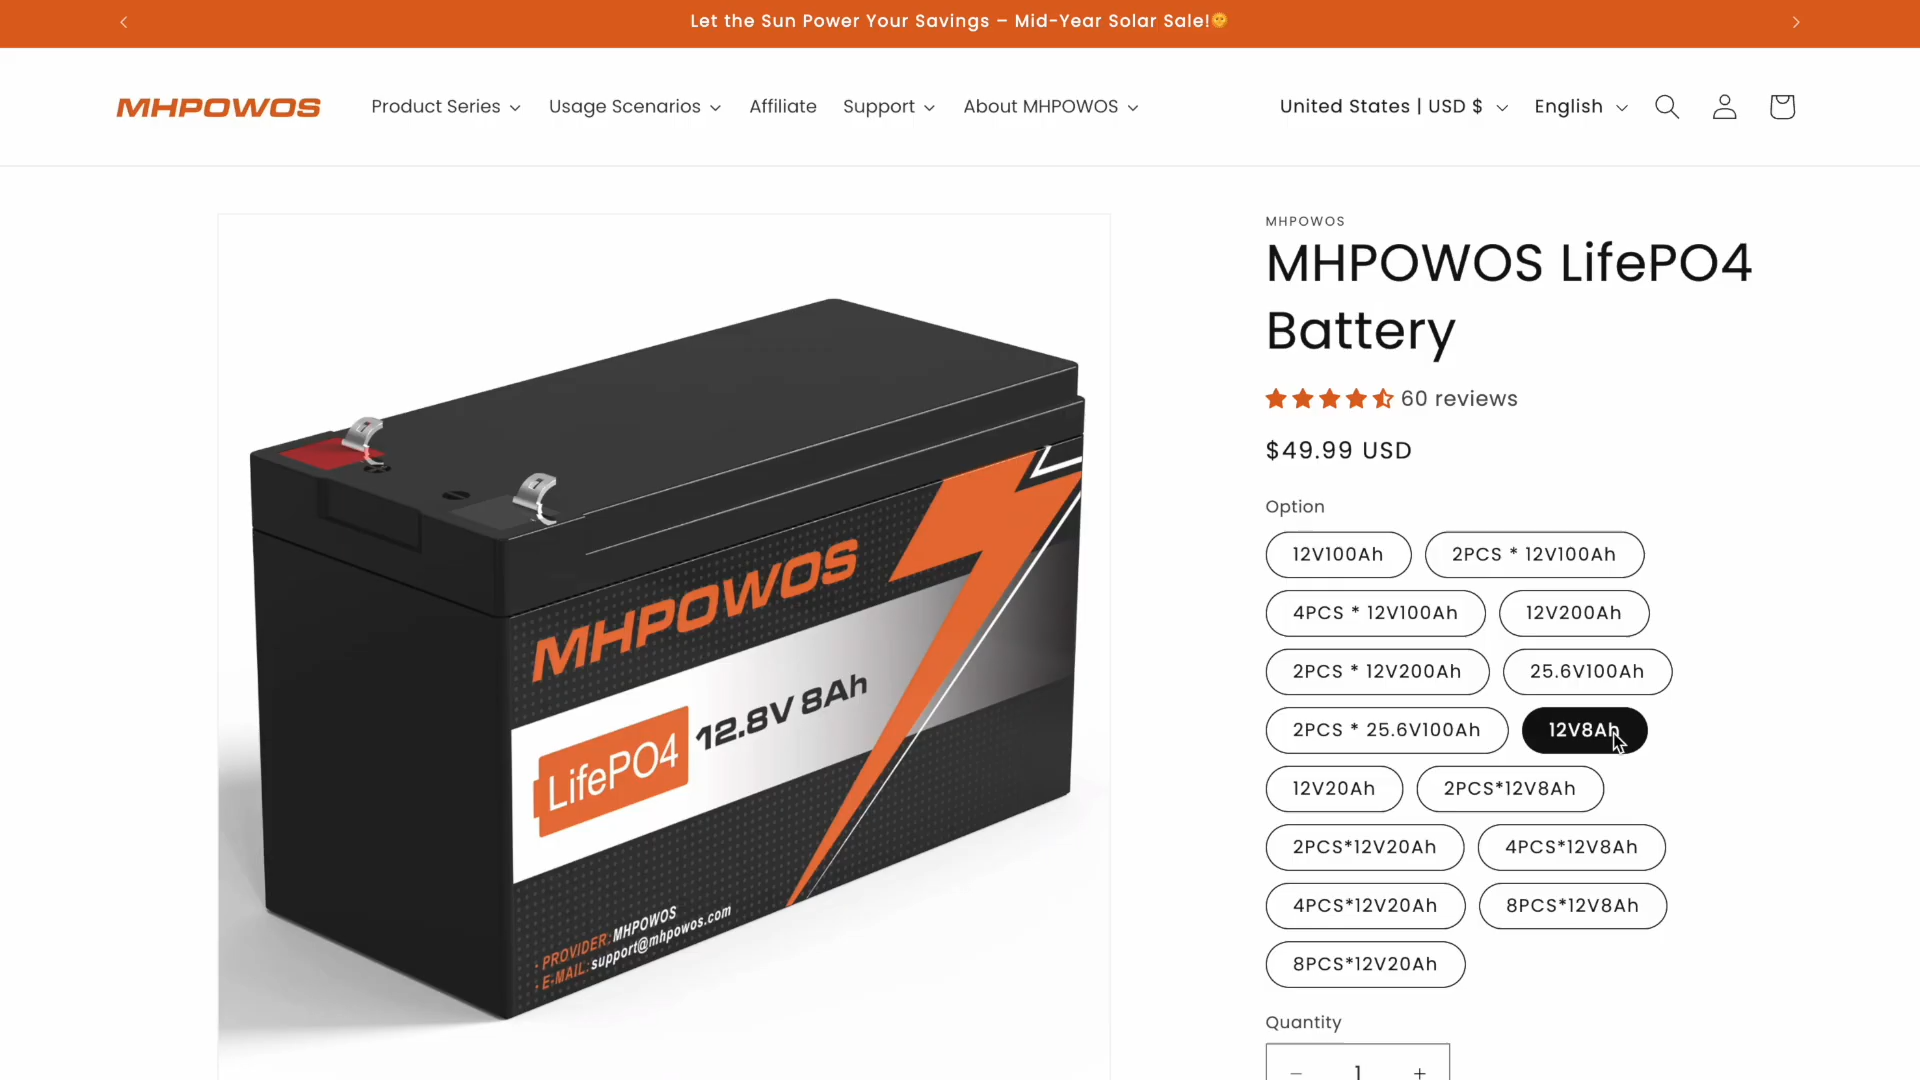 Let the Sun Power Your Savings – Mid-Year Solar Sale!🌞
MHPOWOS
Product Series
Usage Scenarios
Affiliate
Support
About MHPOWOS
United States | USD $
English
MHPOWOS
MHPOWOS LifePO4
Battery
60 reviews
$49.99 USD
Option
12V100Ah
2PCS * 12V100Ah
4PCS * 12V100Ah
12V200Ah
2PCS * 12V200Ah
25.6V100Ah
2PCS * 25.6V100Ah
12V8Ah
12V20Ah
2PCS*12V8Ah
2PCS*12V20Ah
4PCS*12V8Ah
4PCS*12V20Ah
8PCS*12V8Ah
8PCS*12V20Ah
Quantity
− 1 +
MHPOWOS
LifePO4 12.8V 8Ah
· PROVIDER: MHPOWOS
· E-MAIL: support@mhpowos.com